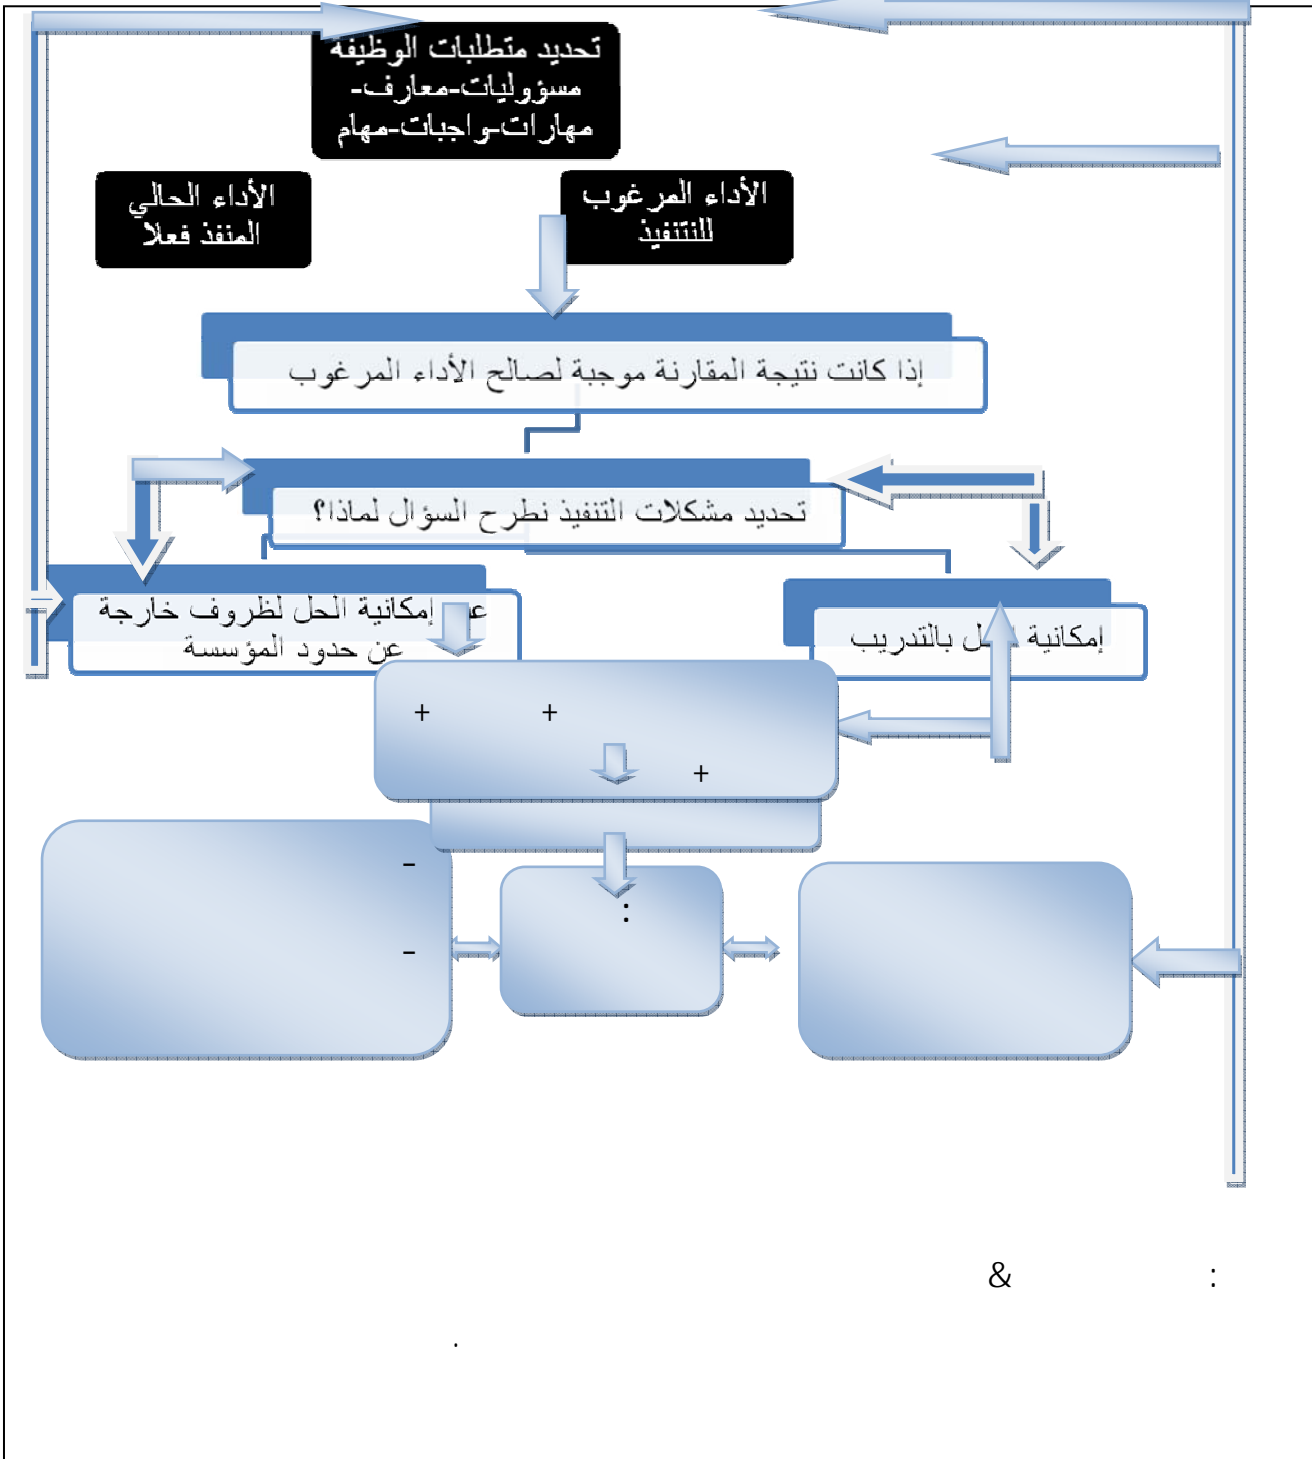 تحديد متطلبات الوظيفة
مسؤوليات-معارف-
مهارات-واجبات-مهام
الأداء المرغوب
للتنفيذ
الأداء الحالي
المنفذ فعلا
إذا كانت نتيجة المقارنة موجبة لصالح الأداء المرغوب
تحديد مشكلات التنفيذ نطرح السؤال لماذا؟
إمكانية بالتدريب
إمكانية الحل لظروف خارجة
عن حدود المؤسسة
+ +
+
–
:
–
: &
.